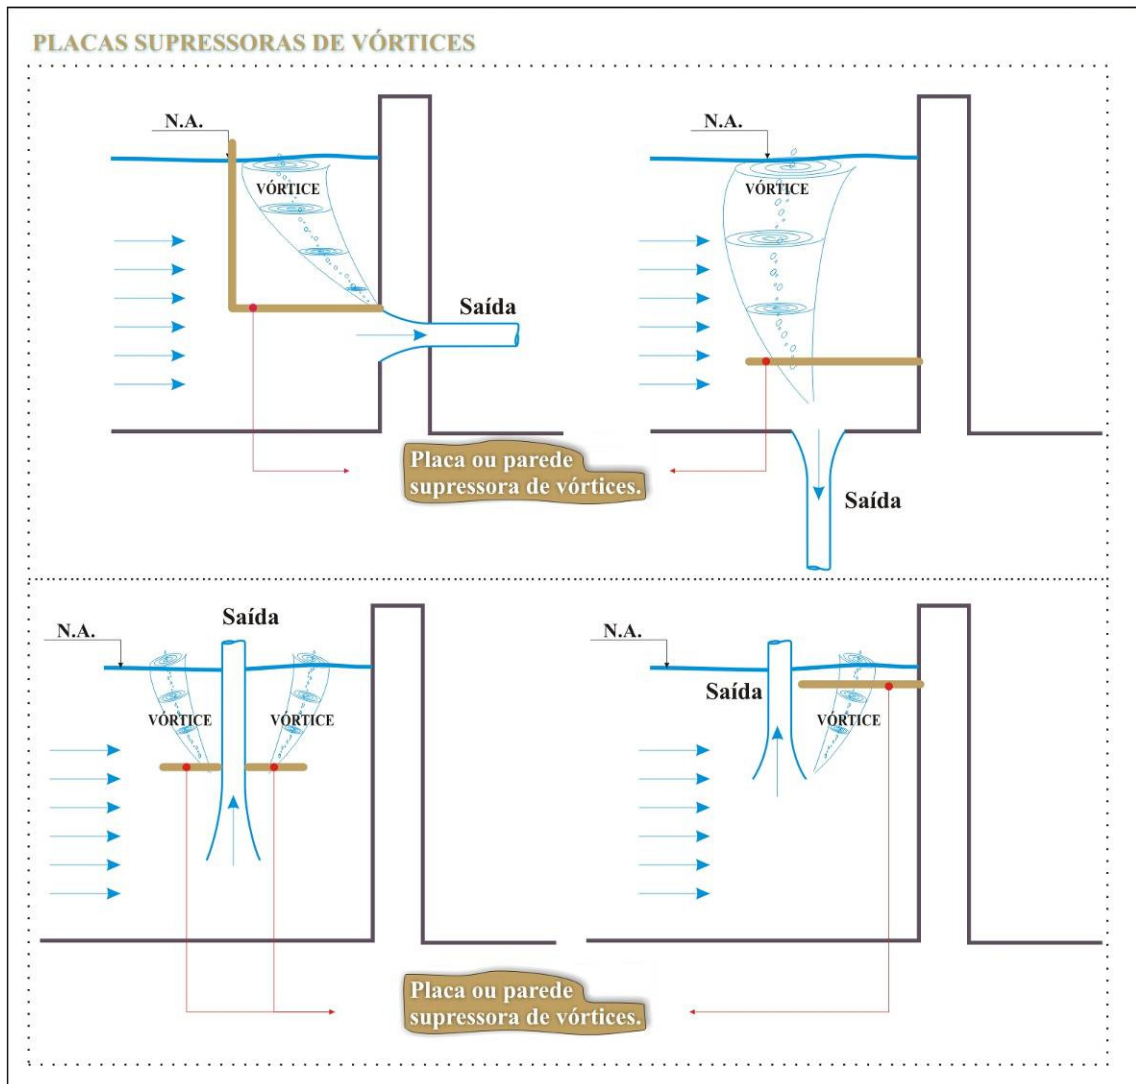 PLACAS SUPRESSORAS DE VÓRTICES
N.A.
VÓRTICE
Saída
N.A.
VÓRTICE
Placa ou parede
supressora de vórtices.
Saída
Saída
N.A.
VÓRTICE
VÓRTICE
N.A.
Saída
VÓRTICE
Placa ou parede
supressora de vórtices.